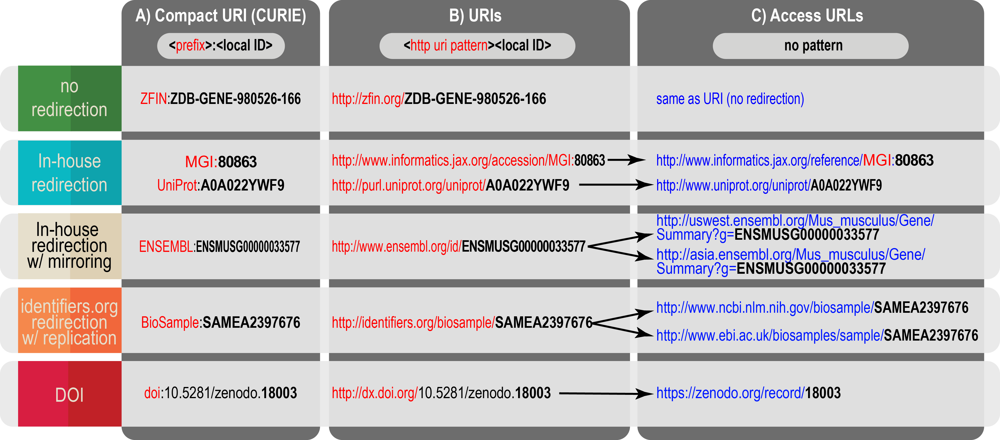 A) Compact URI (CURIE)
B) URIs
C) Access URLs
<prefix>:<local ID>
<http uri pattern><local ID>
no pattern
no
redirection
ZFIN:ZDB-GENE-980526-166
http://zfin.org/ZDB-GENE-980526-166
same as URI (no redirection)
In-house
redirection
MGI:80863
http://www.informatics.jax.org/accession/MGI:80863
http://www.informatics.jax.org/reference/MGI:80863
UniProt:A0A022YWF9
http://purl.uniprot.org/uniprot/A0A022YWF9
http://www.uniprot.org/uniprot/A0A022YWF9
In-house
redirection
w/ mirroring
ENSEMBL:ENSMUSG00000033577
http://www.ensembl.org/id/ENSMUSG00000033577
http://uswest.ensembl.org/Mus_musculus/Gene/
Summary?g=ENSMUSG00000033577
http://asia.ensembl.org/Mus_musculus/Gene/
Summary?g=ENSMUSG00000033577
identifiers.org
redirection
w/ replication
BioSample:SAMEA2397676
http://identifiers.org/biosample/SAMEA2397676
http://www.ncbi.nlm.nih.gov/biosample/SAMEA2397676
http://www.ebi.ac.uk/biosamples/sample/SAMEA2397676
DOI
doi:10.5281/zenodo.18003
http://dx.doi.org/10.5281/zenodo.18003
https://zenodo.org/record/18003